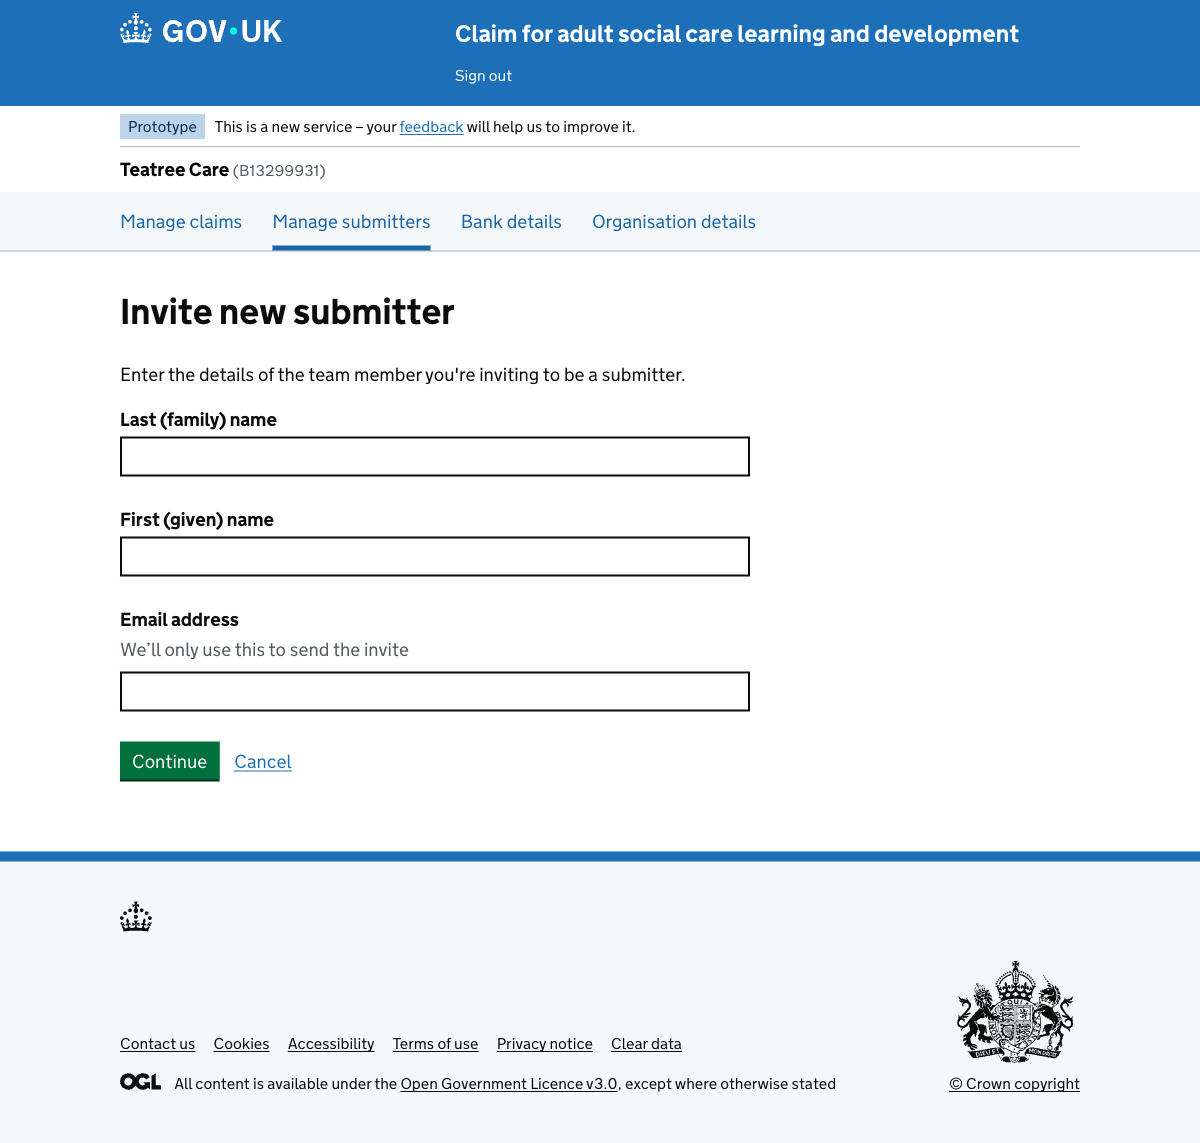 GOV·UK
Claim for adult social care learning and development
Sign out
Prototype This is a new service – your feedback will help us to improve it.
Teatree Care (B13299931)
Manage claims Manage submitters Bank details Organisation details
Invite new submitter
Enter the details of the team member you're inviting to be a submitter.
Last (family) name
First (given) name
Email address
We’ll only use this to send the invite
Continue Cancel
Contact us Cookies Accessibility Terms of use Privacy notice Clear data
OGL All content is available under the Open Government Licence v3.0, except where otherwise stated
© Crown copyright